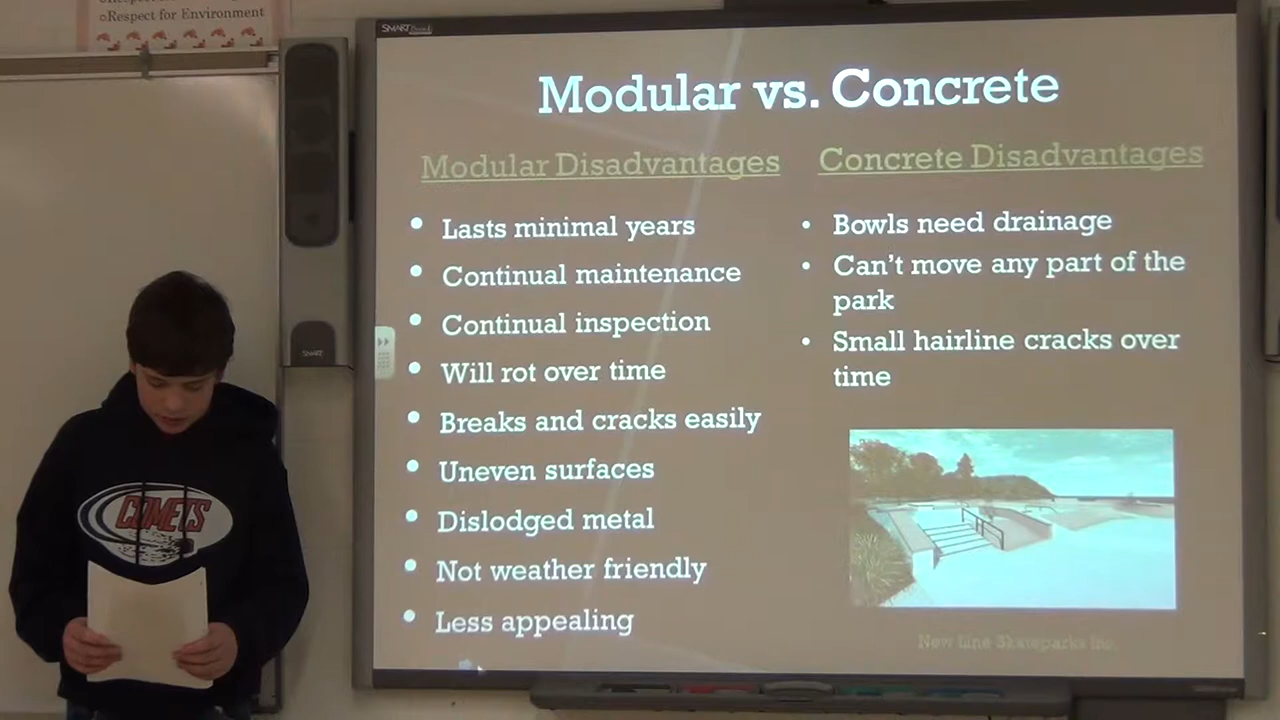 ○Respect for Environment
SMART
Modular vs. Concrete
Modular Disadvantages
• Lasts minimal years
• Continual maintenance
• Continual inspection
• Will rot over time
• Breaks and cracks easily
• Uneven surfaces
• Dislodged metal
• Not weather friendly
• Less appealing
Concrete Disadvantages
• Bowls need drainage
• Can't move any part of the
park
• Small hairline cracks over
time
New Line Skateparks Inc.
SMART
COMETS